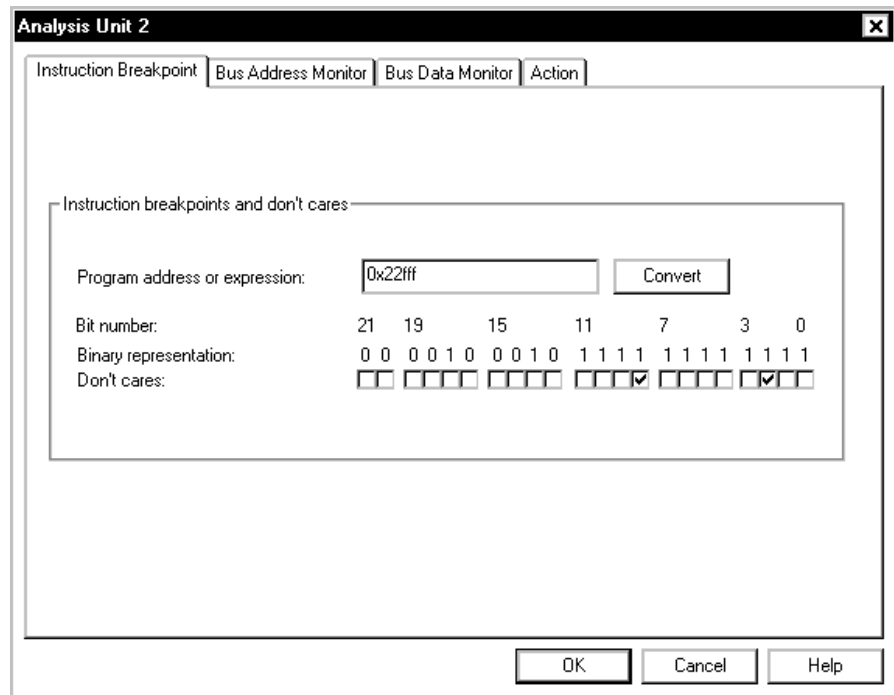 Analysis Unit 2
Instruction Breakpoint Bus Address Monitor Bus Data Monitor Action
Instruction breakpoints and don't cares
Program address or expression: 0x22fff Convert
Bit number: 21 19 15 11 7 3 0
Binary representation: 0 0 0 0 1 0 0 0 1 0 1 1 1 1 1 1 1 1 1 1 1 1
Don't cares:
OK Cancel Help